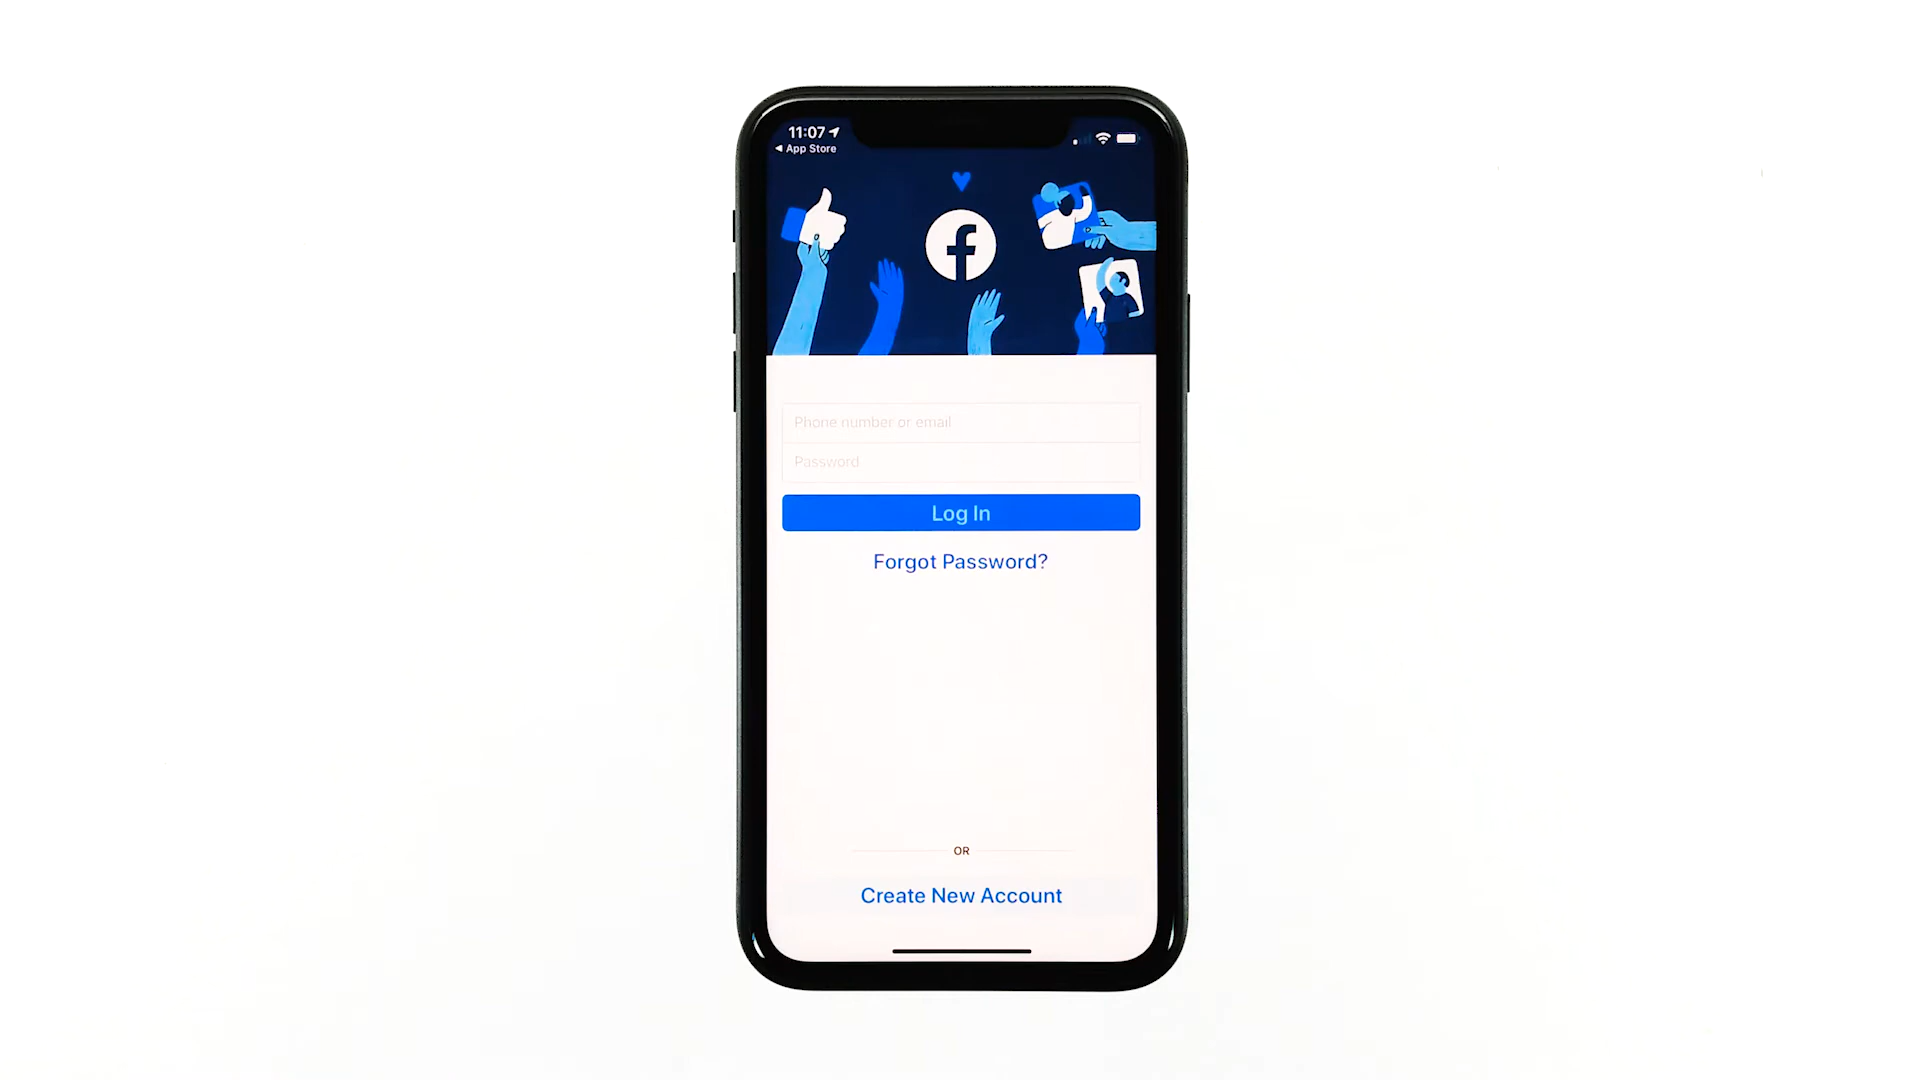 11:07
◀ App Store
Phone number or email
Password
Log In
Forgot Password?
OR
Create New Account